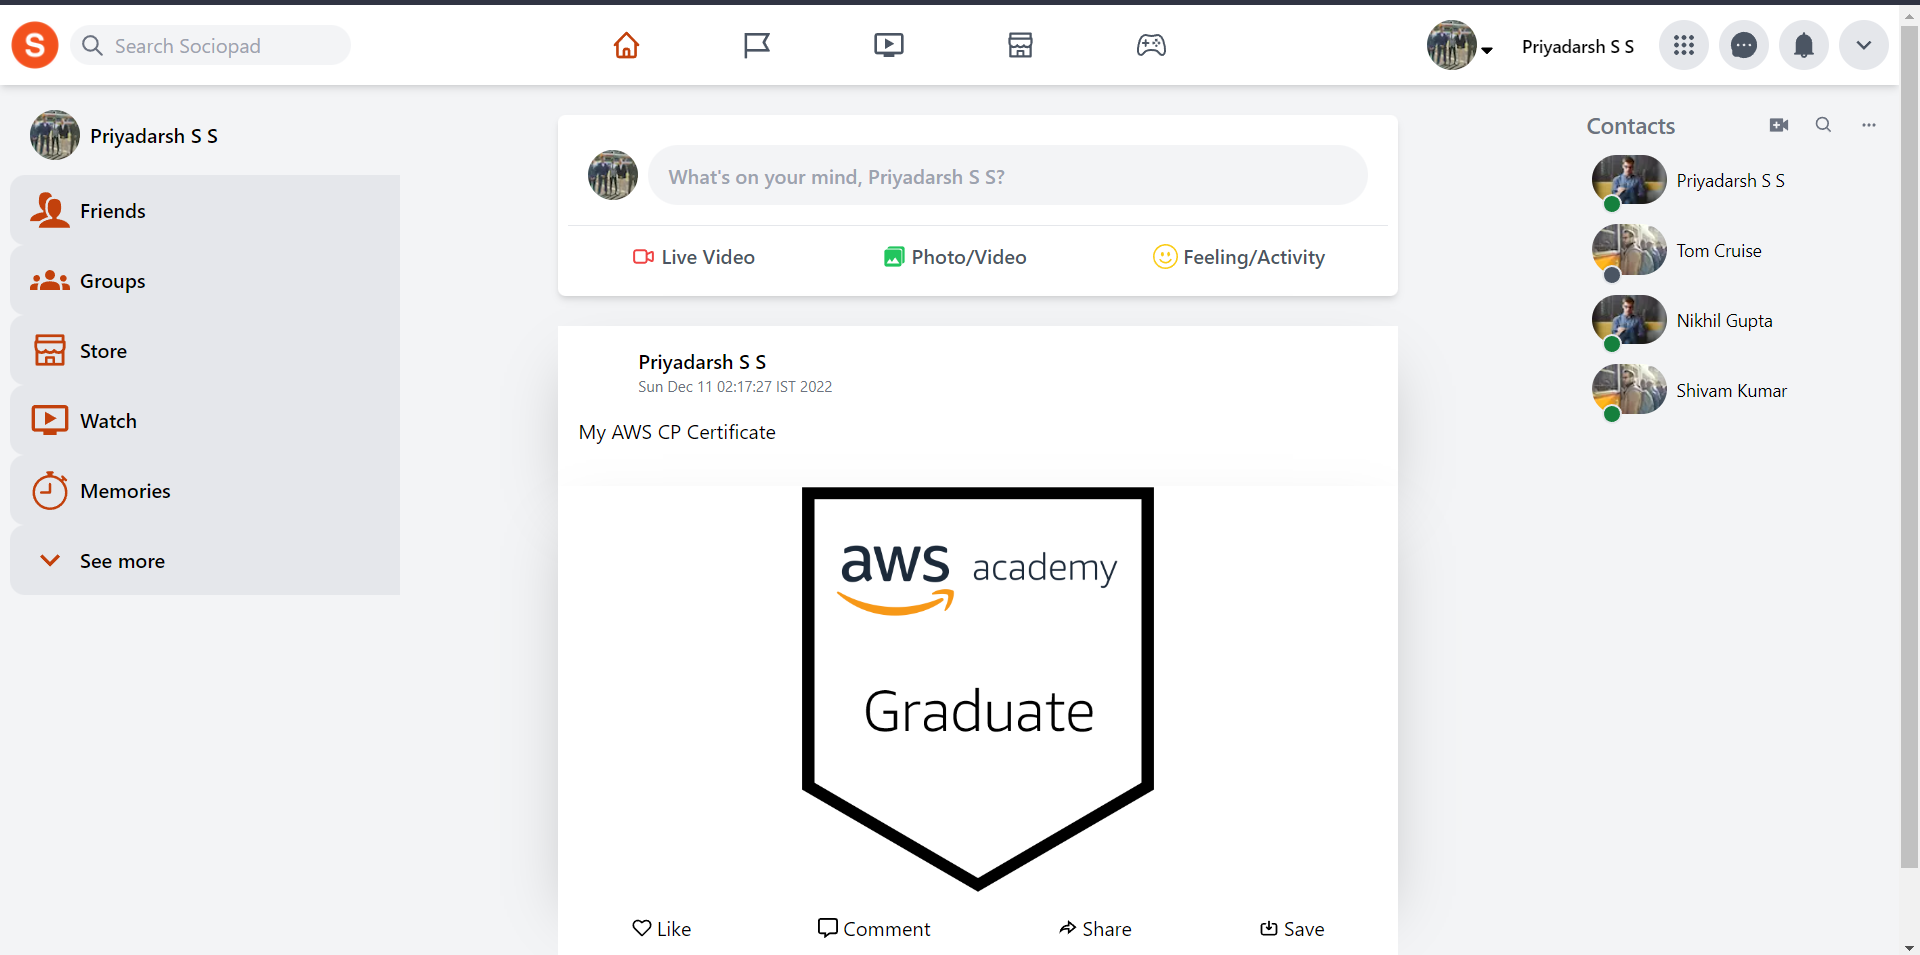 S
Search Sociopad
Priyadarsh S S
Priyadarsh S S
Friends
Groups
Store
Watch
Memories
See more
What's on your mind, Priyadarsh S S?
Live Video
Photo/Video
Feeling/Activity
Priyadarsh S S
Sun Dec 11 02:17:27 IST 2022
My AWS CP Certificate
aws academy
Graduate
Like
Comment
Share
Save
Contacts
Priyadarsh S S
Tom Cruise
Nikhil Gupta
Shivam Kumar